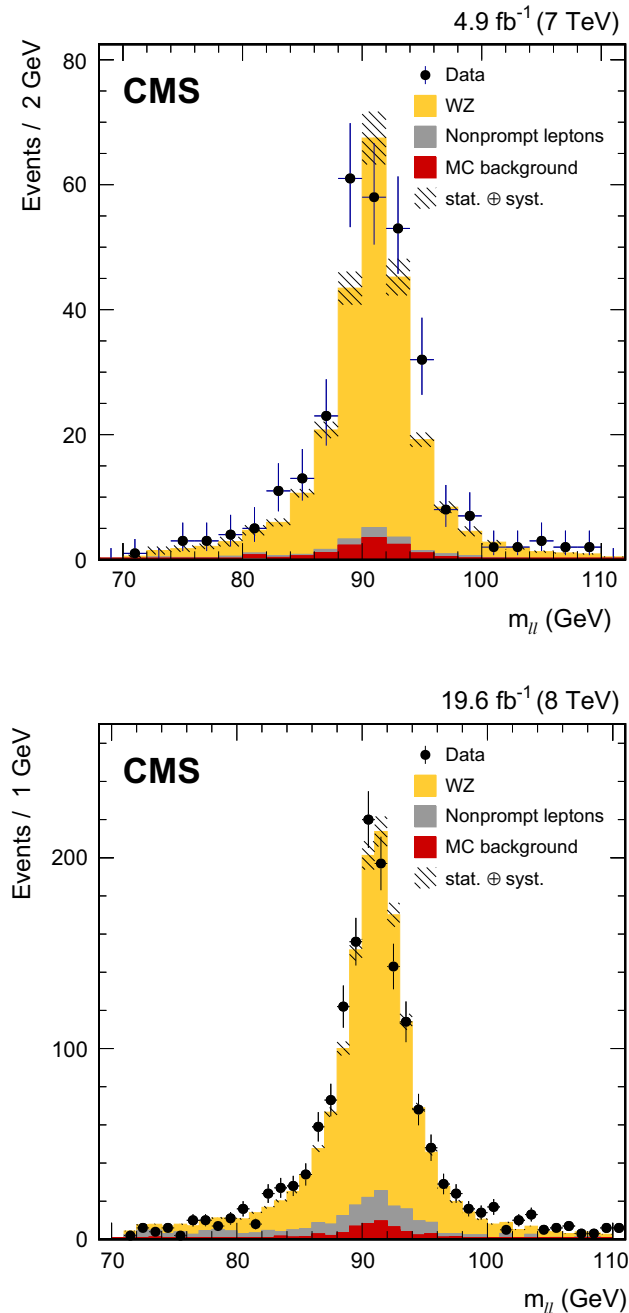 4.9 fb⁻¹ (7 TeV)
80
CMS
Data
WZ
Nonprompt leptons
MC background
stat. ⊕ syst.
Events / 2 GeV
60
40
20
0
70 80 90 100 110
m_ll (GeV)
19.6 fb⁻¹ (8 TeV)
CMS
Data
WZ
Nonprompt leptons
MC background
stat. ⊕ syst.
Events / 1 GeV
200
100
0
70 80 90 100 110
m_ll (GeV)